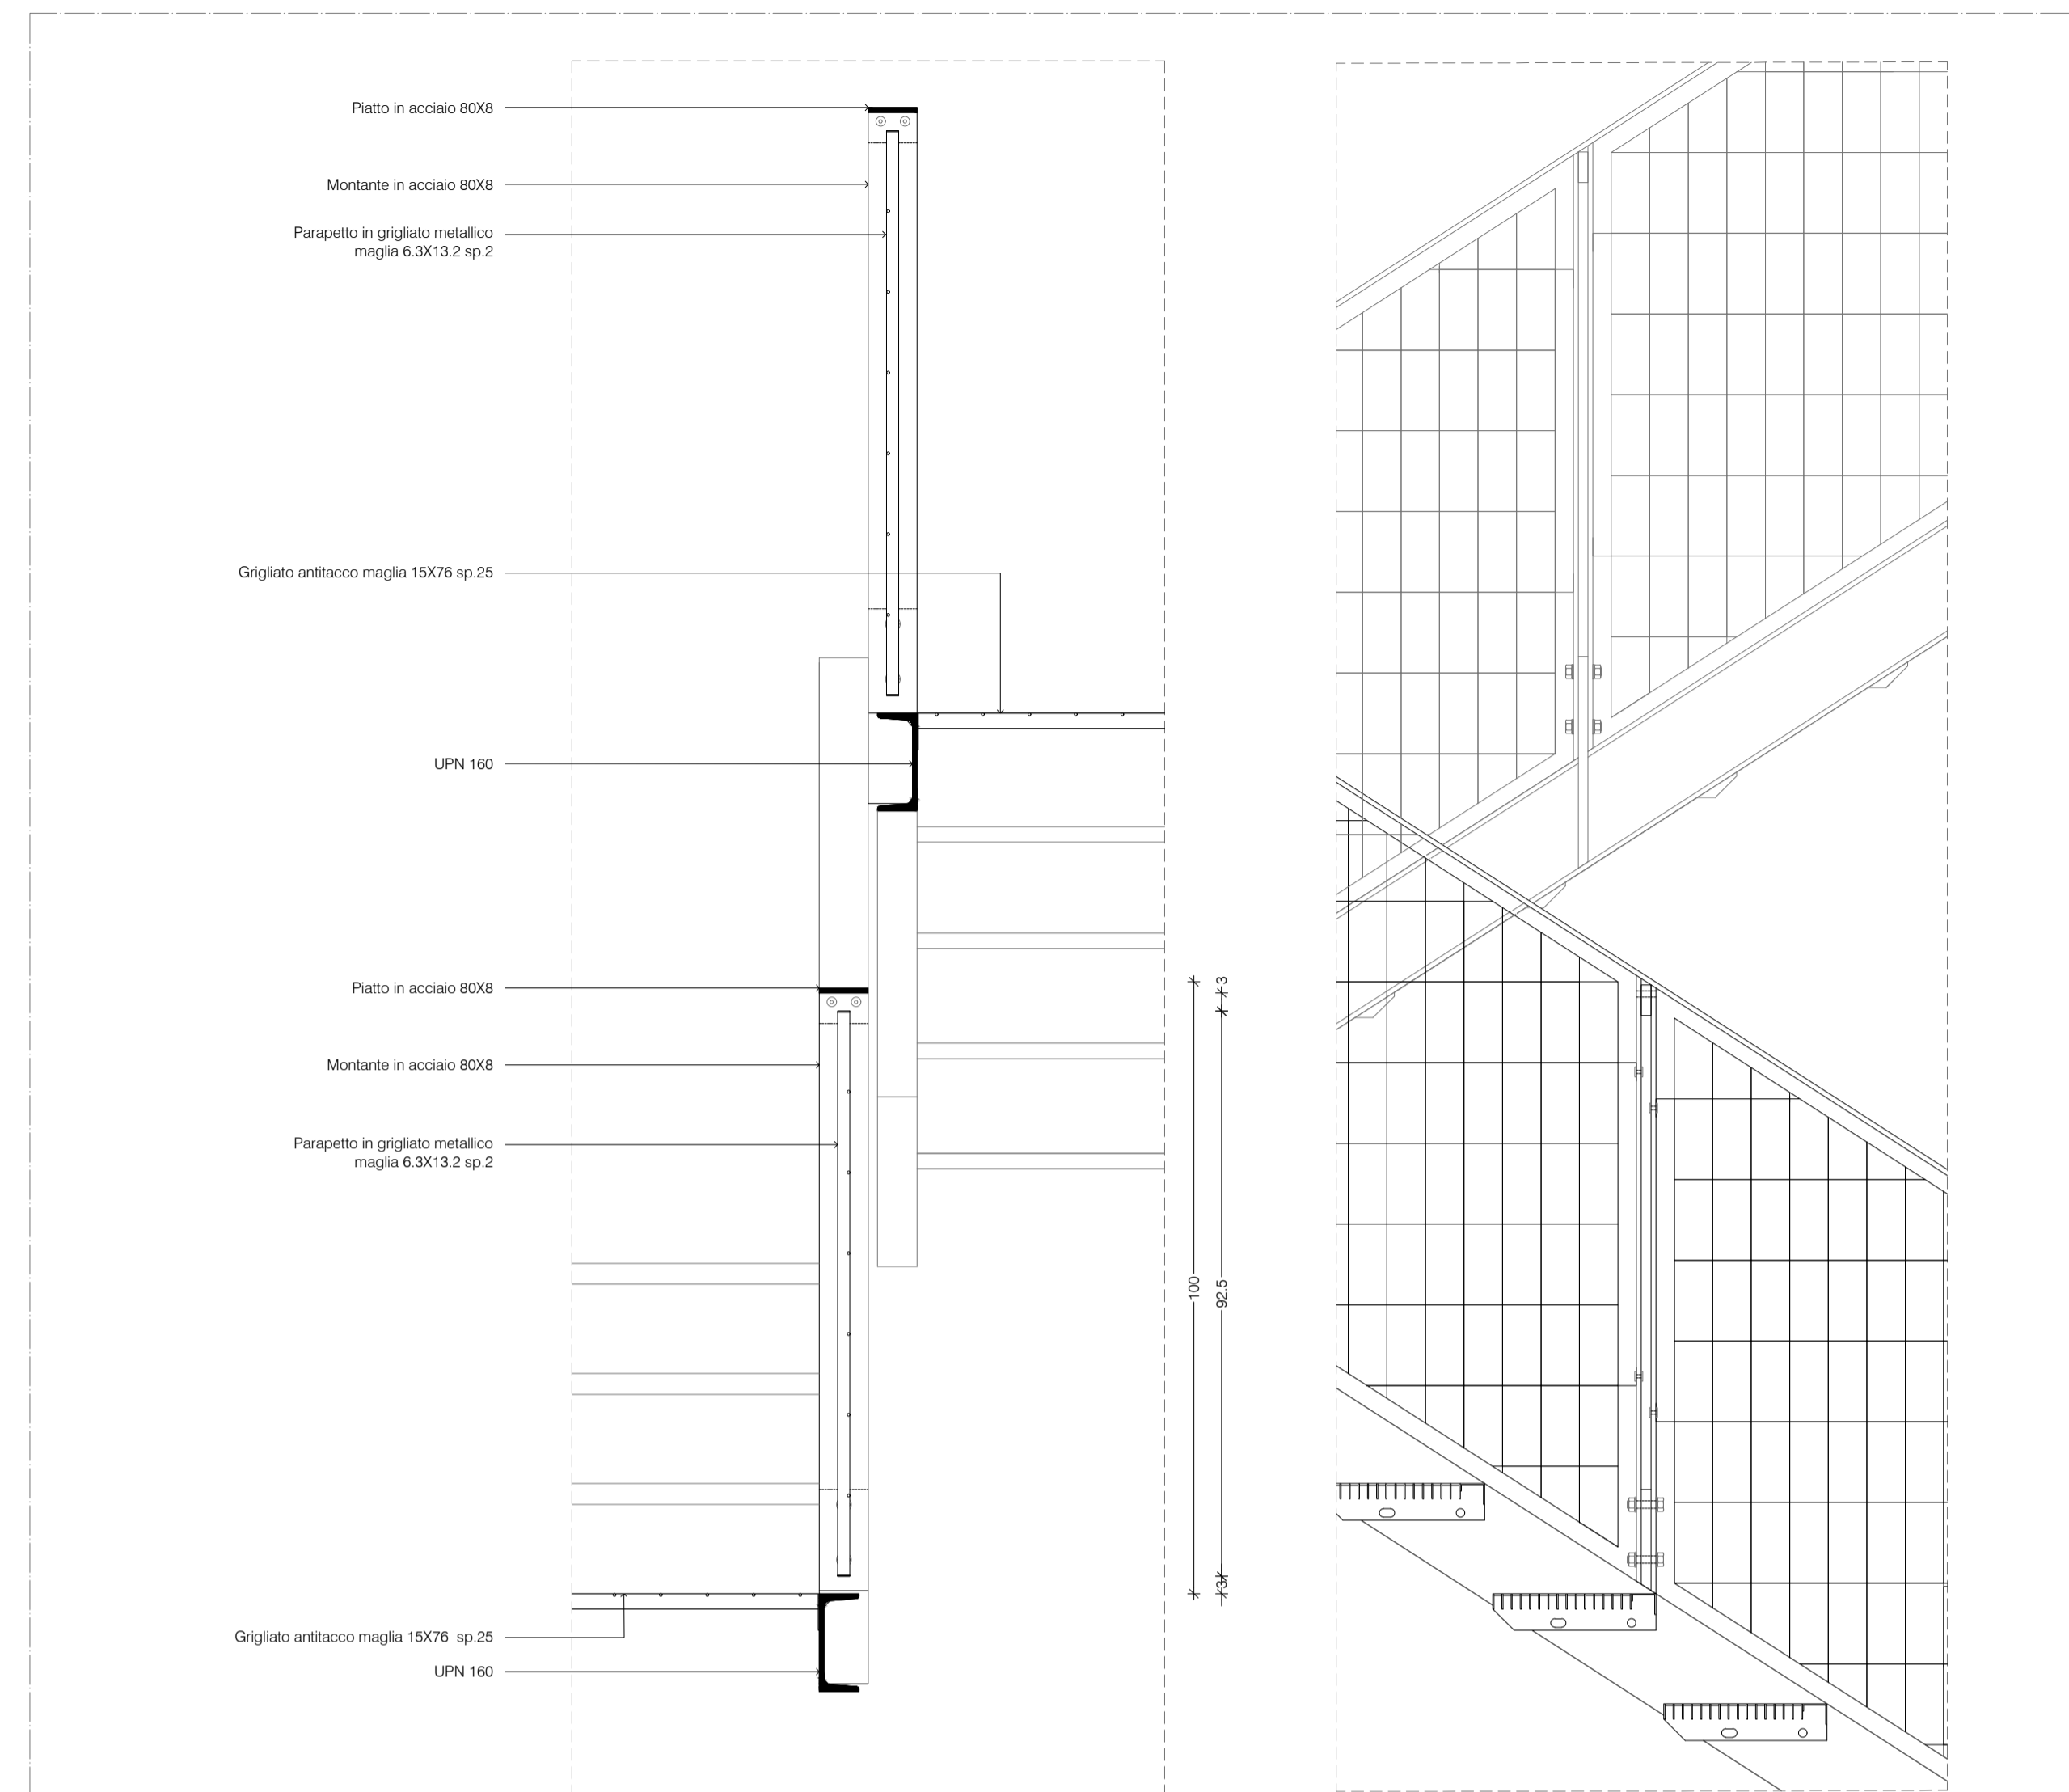 Piatto in acciaio 80X8
Montante in acciaio 80X8
Parapetto in grigliato metallico
maglia 6.3X13.2 sp.2
Grigliato antitacco maglia 15X76 sp.25
UPN 160
Piatto in acciaio 80X8
Montante in acciaio 80X8
Parapetto in grigliato metallico
maglia 6.3X13.2 sp.2
Grigliato antitacco maglia 15X76 sp.25
UPN 160
100
3
92.5
3